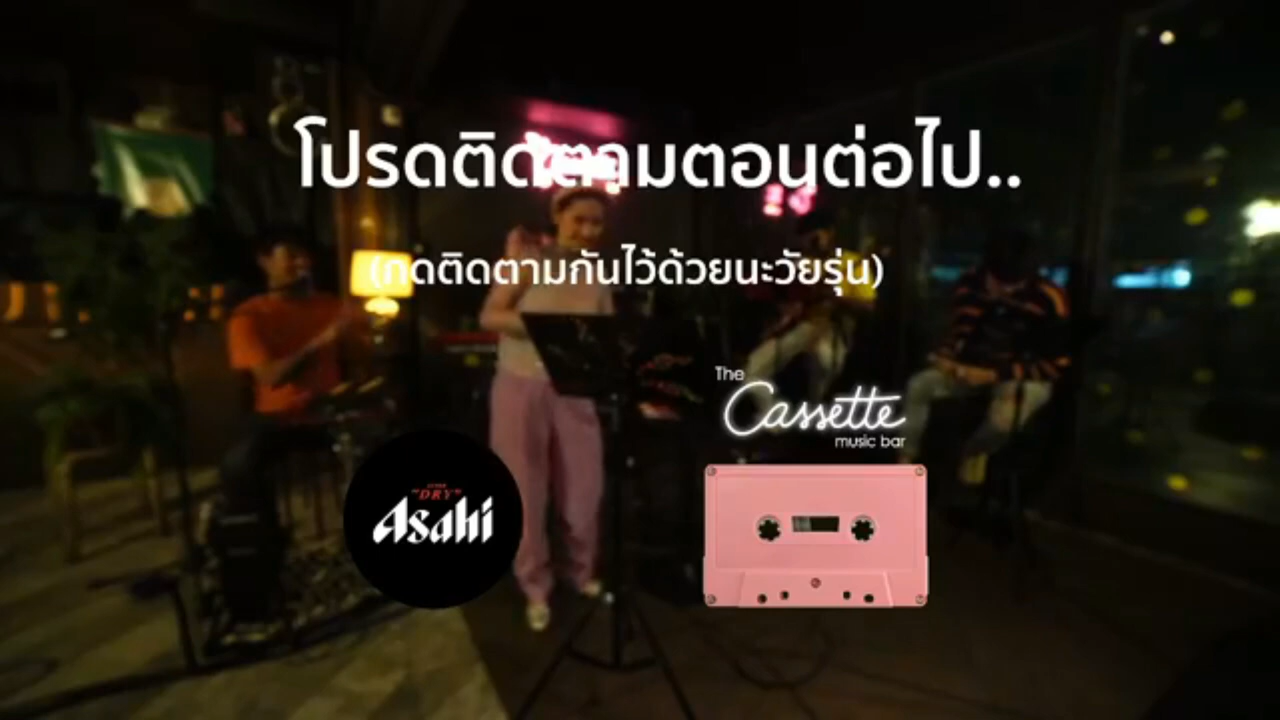 โปรดติดตามตอนต่อไป..
(กดติดตามกันไว้ด้วยนะวัยรุ่น)
The
Cassette
music bar
"DRY"
Asahi